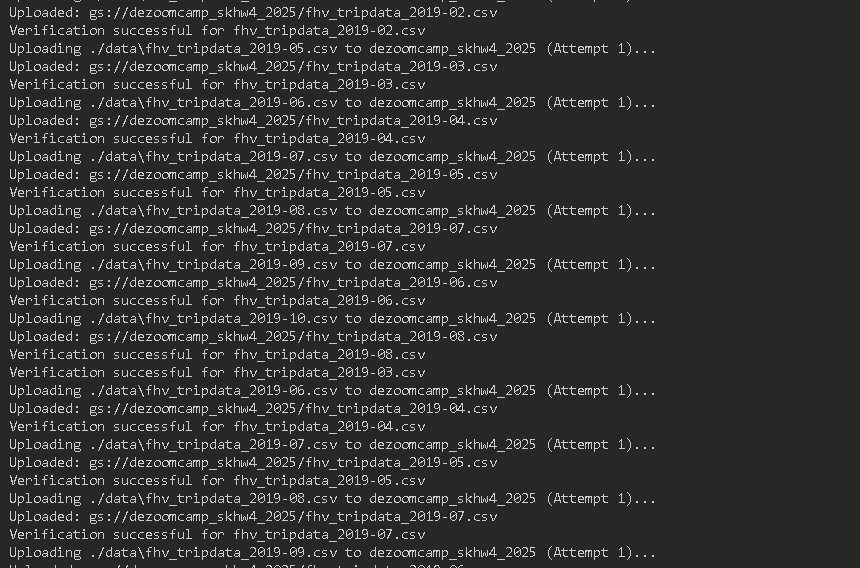 Uploaded: gs://dezoomcamp_skhw4_2025/fhv_tripdata_2019-02.csv
Verification successful for fhv_tripdata_2019-02.csv
Uploading ./data\fhv_tripdata_2019-05.csv to dezoomcamp_skhw4_2025 (Attempt 1)...
Uploaded: gs://dezoomcamp_skhw4_2025/fhv_tripdata_2019-03.csv
Verification successful for fhv_tripdata_2019-03.csv
Uploading ./data\fhv_tripdata_2019-06.csv to dezoomcamp_skhw4_2025 (Attempt 1)...
Uploaded: gs://dezoomcamp_skhw4_2025/fhv_tripdata_2019-04.csv
Verification successful for fhv_tripdata_2019-04.csv
Uploading ./data\fhv_tripdata_2019-07.csv to dezoomcamp_skhw4_2025 (Attempt 1)...
Uploaded: gs://dezoomcamp_skhw4_2025/fhv_tripdata_2019-05.csv
Verification successful for fhv_tripdata_2019-05.csv
Uploading ./data\fhv_tripdata_2019-08.csv to dezoomcamp_skhw4_2025 (Attempt 1)...
Uploaded: gs://dezoomcamp_skhw4_2025/fhv_tripdata_2019-07.csv
Verification successful for fhv_tripdata_2019-07.csv
Uploading ./data\fhv_tripdata_2019-09.csv to dezoomcamp_skhw4_2025 (Attempt 1)...
Uploaded: gs://dezoomcamp_skhw4_2025/fhv_tripdata_2019-06.csv
Verification successful for fhv_tripdata_2019-06.csv
Uploading ./data\fhv_tripdata_2019-10.csv to dezoomcamp_skhw4_2025 (Attempt 1)...
Uploaded: gs://dezoomcamp_skhw4_2025/fhv_tripdata_2019-08.csv
Verification successful for fhv_tripdata_2019-08.csv
Verification successful for fhv_tripdata_2019-03.csv
Uploading ./data\fhv_tripdata_2019-06.csv to dezoomcamp_skhw4_2025 (Attempt 1)...
Uploaded: gs://dezoomcamp_skhw4_2025/fhv_tripdata_2019-04.csv
Verification successful for fhv_tripdata_2019-04.csv
Uploading ./data\fhv_tripdata_2019-07.csv to dezoomcamp_skhw4_2025 (Attempt 1)...
Uploaded: gs://dezoomcamp_skhw4_2025/fhv_tripdata_2019-05.csv
Verification successful for fhv_tripdata_2019-05.csv
Uploading ./data\fhv_tripdata_2019-08.csv to dezoomcamp_skhw4_2025 (Attempt 1)...
Uploaded: gs://dezoomcamp_skhw4_2025/fhv_tripdata_2019-07.csv
Verification successful for fhv_tripdata_2019-07.csv
Uploading ./data\fhv_tripdata_2019-09.csv to dezoomcamp_skhw4_2025 (Attempt 1)...